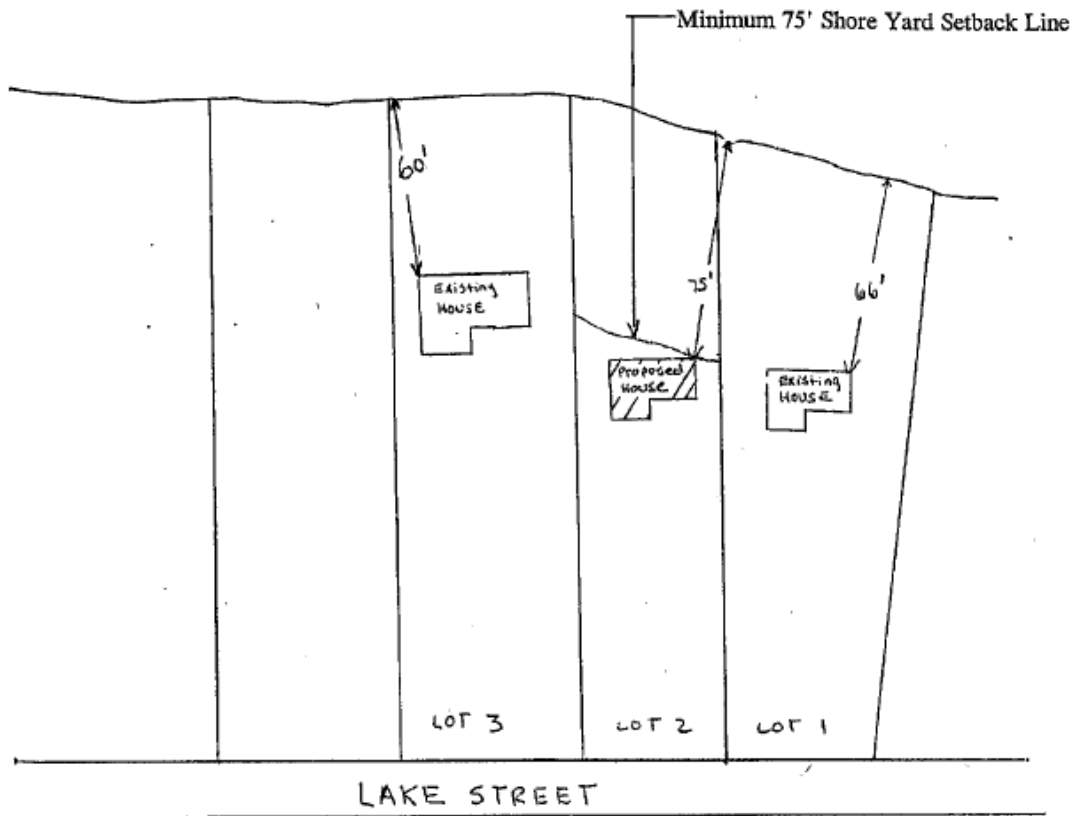 Minimum 75' Shore Yard Setback Line
60'
75'
66'
Existing
House
Proposed
House
Existing
House
LOT 3
LOT 2
LOT 1
LAKE STREET